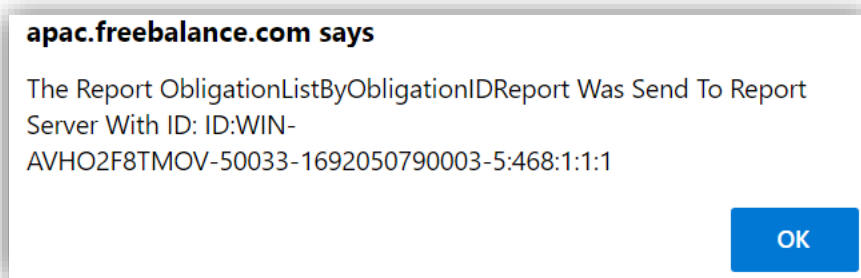 apac.freebalance.com says
The Report ObligationListByObligationIDReport Was Send To Report
Server With ID: ID:WIN-
AVHO2F8TMOV-50033-1692050790003-5:468:1:1:1
OK